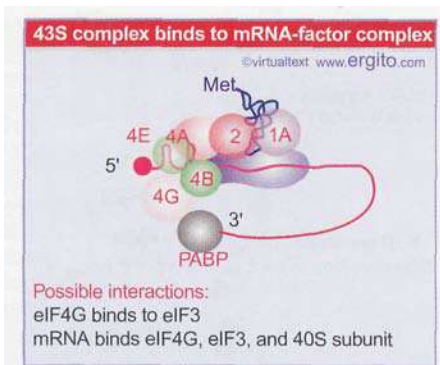 43S complex binds to mRNA-factor complex
©virtualtext www.ergito.com
Met
4E 4A 2 1A
5'
4B
4G
3'
PABP
Possible interactions:
eIF4G binds to eIF3
mRNA binds eIF4G, eIF3, and 40S subunit